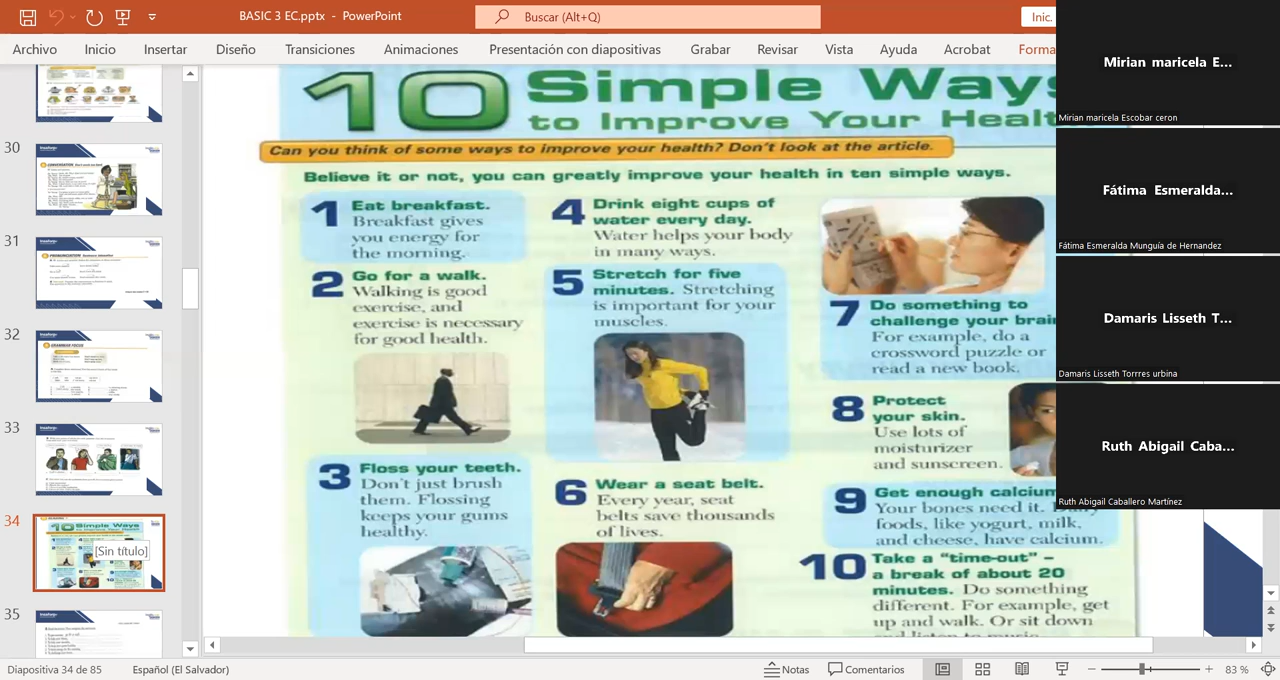 BASIC 3 EC.pptx - PowerPoint
Buscar (Alt+Q)
Inic.
Archivo Inicio Insertar Diseño Transiciones Animaciones Presentación con diapositivas Grabar Revisar Vista Ayuda Acrobat Forma
30
31
32
33
34
35
[Sin título]
10 Simple Ways
to Improve Your Healt
Can you think of some ways to improve your health? Don't look at the article.
Believe it or not, you can greatly improve your health in ten simple ways.
1 Eat breakfast.
Breakfast gives
you energy for
the morning.
2 Go for a walk.
Walking is good
exercise, and
exercise is necessary
for good health.
3 Floss your teeth.
Don't just brush
them. Flossing
keeps your gums
healthy.
4 Drink eight cups of
water every day.
Water helps your body
in many ways.
5 Stretch for five
minutes. Stretching
is important for your
muscles.
6 Wear a seat belt.
Every year, seat
belts save thousands
of lives.
7 Do something to
challenge your brain
For example, do a
crossword puzzle or
read a new book.
8 Protect
your skin.
Use lots of
moisturizer
and sunscreen.
9 Get enough calcium
Your bones need it. Dairy
foods, like yogurt, milk,
and cheese, have calcium.
10 Take a "time-out" –
a break of about 20
minutes. Do something
different. For example, get
up and walk. Or sit down
and listen to music.
Mirian maricela E...
Mirian maricela Escobar ceron
Fátima Esmeralda...
Fátima Esmeralda Munguía de Hernandez
Damaris Lisseth T...
Damaris Lisseth Torrres urbina
Ruth Abigail Caba...
Ruth Abigail Caballero Martínez
Diapositiva 34 de 85 Español (El Salvador) Notas Comentarios 83 %